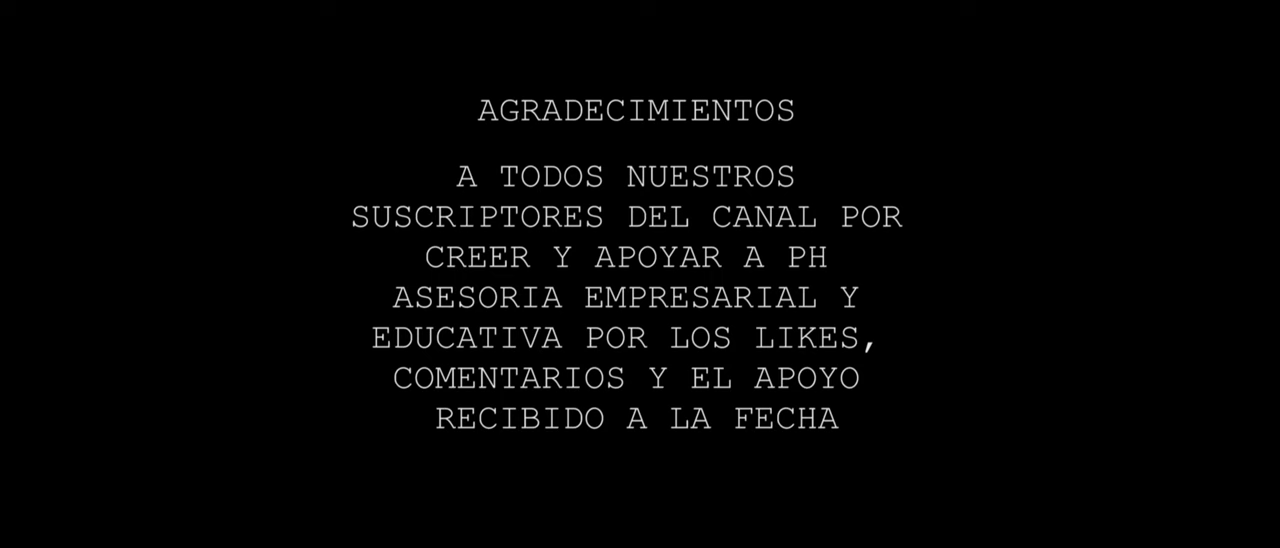 AGRADECIMIENTOS
A TODOS NUESTROS
SUSCRIPTORES DEL CANAL POR
CREER Y APOYAR A PH
ASESORIA EMPRESARIAL Y
EDUCATIVA POR LOS LIKES,
COMENTARIOS Y EL APOYO
RECIBIDO A LA FECHA